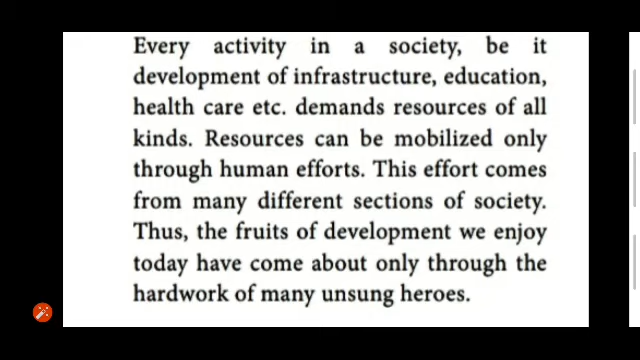 Every activity in a society, be it
development of infrastructure, education,
health care etc. demands resources of all
kinds. Resources can be mobilized only
through human efforts. This effort comes
from many different sections of society.
Thus, the fruits of development we enjoy
today have come about only through the
hardwork of many unsung heroes.